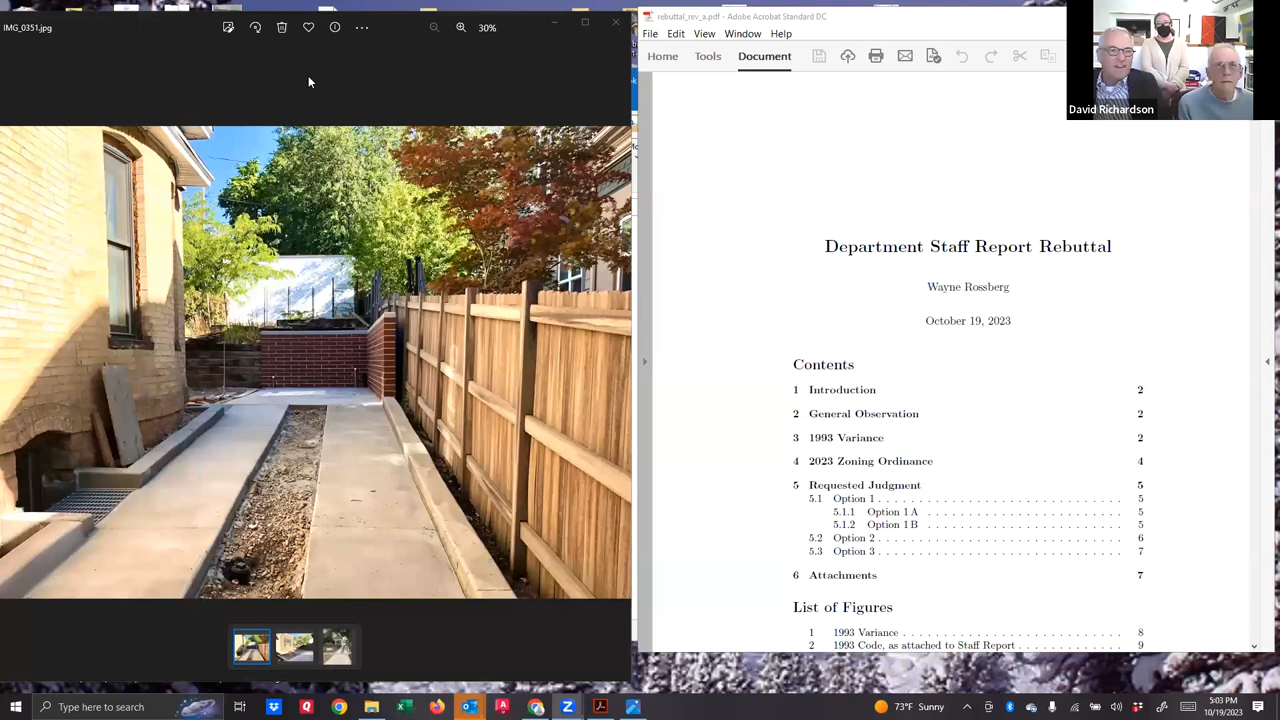 IMG_0351.jpg
30%
rebuttal_rev_a.pdf - Adobe Acrobat Standard DC
File Edit View Window Help
Home Tools Document
David Richardson
Department Staff Report Rebuttal
Wayne Rossberg
October 19, 2023
Contents
1 Introduction 2
2 General Observation 2
3 1993 Variance 2
4 2023 Zoning Ordinance 4
5 Requested Judgment 5
5.1 Option 1 . . . . . . . . . . . . . . . . . . . . . . . . . . . . 5
5.1.1 Option 1 A . . . . . . . . . . . . . . . . . . . . . . 5
5.1.2 Option 1 B . . . . . . . . . . . . . . . . . . . . . . 5
5.2 Option 2 . . . . . . . . . . . . . . . . . . . . . . . . . . . . 6
5.3 Option 3 . . . . . . . . . . . . . . . . . . . . . . . . . . . . 7
6 Attachments 7
List of Figures
1 1993 Variance . . . . . . . . . . . . . . . . . . . . . . . . . 8
2 1993 Code, as attached to Staff Report . . . . . . . . . . . . 9
Type here to search
73°F Sunny
5:03 PM
10/19/2023